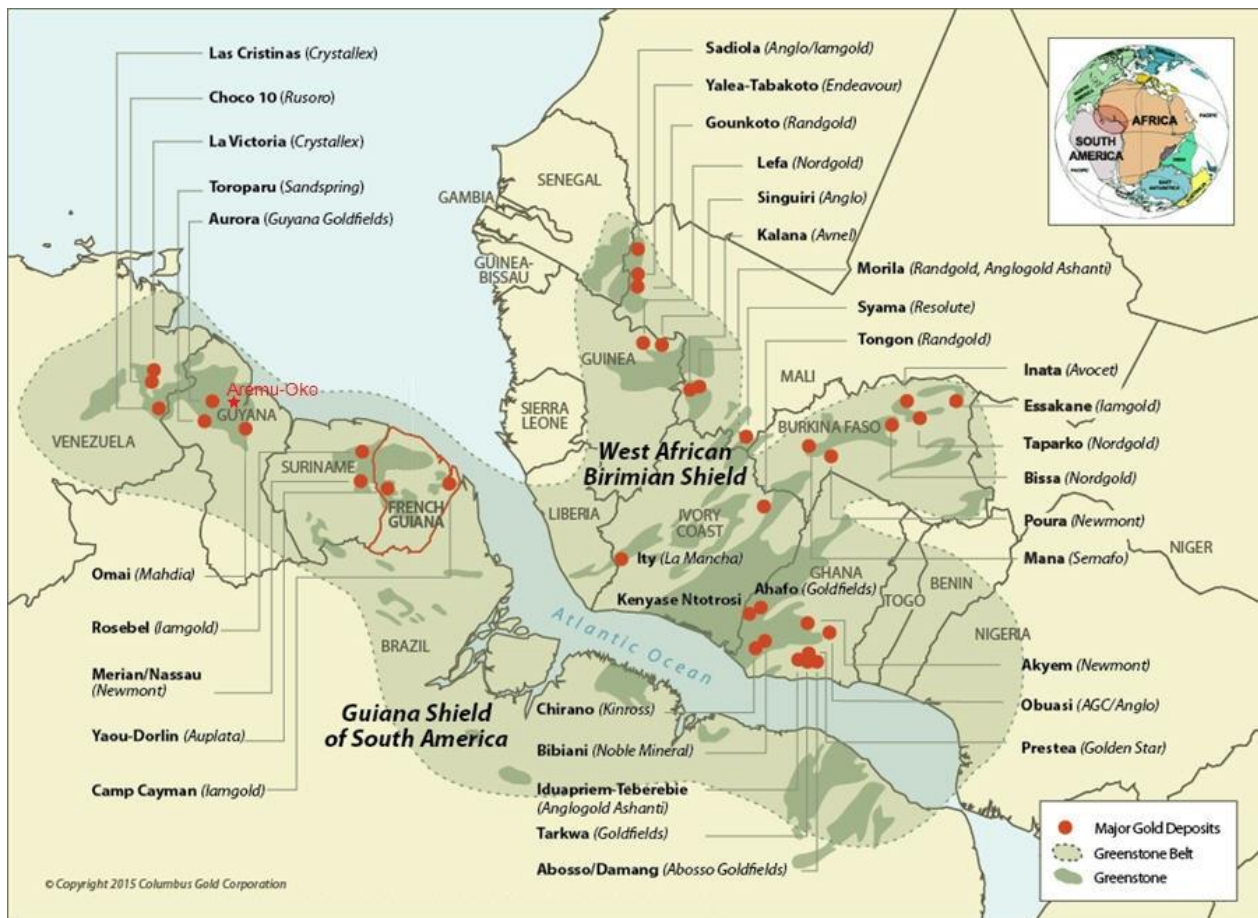 Las Cristinas (Crystallex)
Choco 10 (Rusoro)
La Victoria (Crystallex)
Toroparu (Sandspring)
Aurora (Guyana Goldfields)
Sadiola (Anglo/Iamgold)
Yalea-Tabakoto (Endeavour)
Gounkoto (Randgold)
Lefa (Nordgold)
Singuiri (Anglo)
Kalana (Avnel)
Morila (Randgold, Anglogold Ashanti)
Syama (Resolute)
Tongon (Randgold)
Inata (Avocet)
Essakane (Iamgold)
Taparko (Nordgold)
Bissa (Nordgold)
Poura (Newmont)
Mana (Semafo)
AFRICA
SOUTH
AMERICA
PACIFIC
PACIFIC
EAST
ANTARCTICA
SENEGAL
GAMBIA
GUINEA-
BISSAU
GUINEA
SIERRA
LEONE
MALI
BURKINA FASO
West African
Birimian Shield
LIBERIA
IVORY
COAST
GHANA
TOGO
BENIN
NIGER
NIGERIA
Aremu-Oko
GUYANA
VENEZUELA
SURINAME
FRENCH
GUIANA
BRAZIL
Ity (La Mancha)
Ahafo (Goldfields)
Kenyase Ntotrosi
Atlantic Ocean
Guiana Shield
of South America
Omai (Mahdia)
Rosebel (Iamgold)
Merian/Nassau
(Newmont)
Yaou-Dorlin (Auplata)
Camp Cayman (Iamgold)
Chirano (Kinross)
Bibiani (Noble Mineral)
Iduapriem-Teberebie
(Anglogold Ashanti)
Tarkwa (Goldfields)
Abosso/Damang (Abosso Goldfields)
Akyem (Newmont)
Obuasi (AGC/Anglo)
Prestea (Golden Star)
Major Gold Deposits
Greenstone Belt
Greenstone
© Copyright 2015 Columbus Gold Corporation